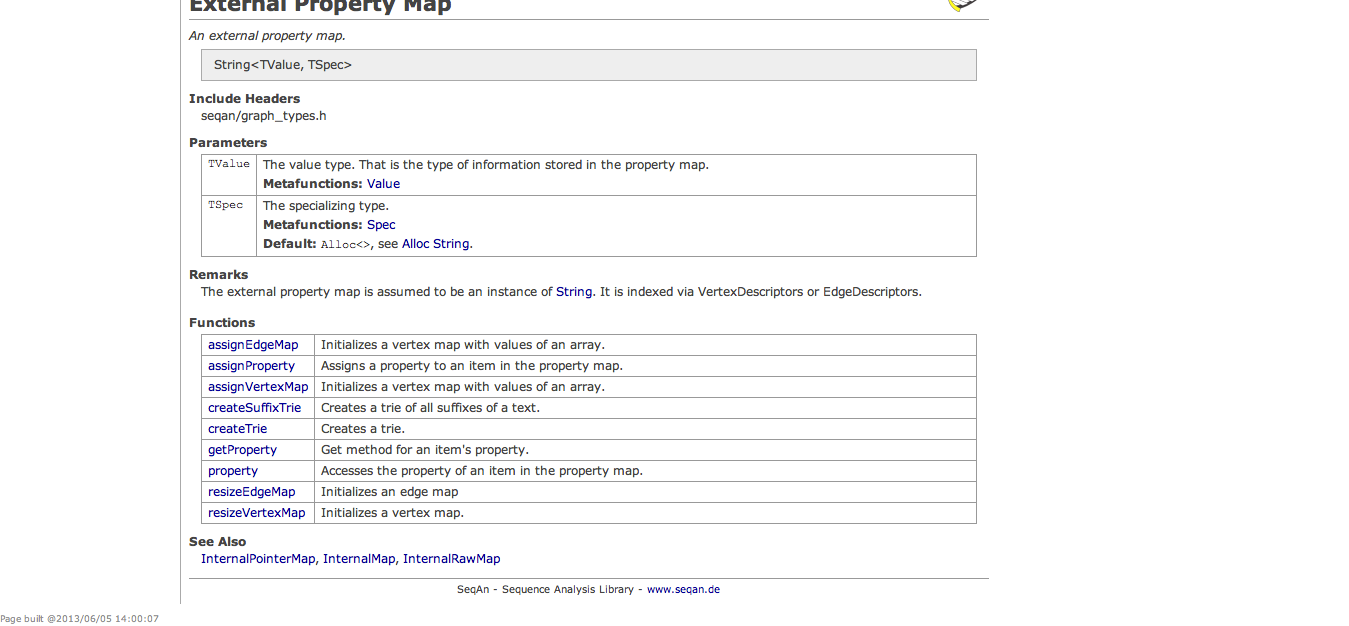 External Property Map
An external property map.
String<TValue, TSpec>
Include Headers
seqan/graph_types.h
Parameters
TValue The value type. That is the type of information stored in the property map.
Metafunctions: Value
TSpec The specializing type.
Metafunctions: Spec
Default: Alloc<>, see Alloc String.
Remarks
The external property map is assumed to be an instance of String. It is indexed via VertexDescriptors or EdgeDescriptors.
Functions
assignEdgeMap Initializes a vertex map with values of an array.
assignProperty Assigns a property to an item in the property map.
assignVertexMap Initializes a vertex map with values of an array.
createSuffixTrie Creates a trie of all suffixes of a text.
createTrie Creates a trie.
getProperty Get method for an item's property.
property Accesses the property of an item in the property map.
resizeEdgeMap Initializes an edge map
resizeVertexMap Initializes a vertex map.
See Also
InternalPointerMap, InternalMap, InternalRawMap
SeqAn - Sequence Analysis Library - www.seqan.de
Page built @2013/06/05 14:00:07